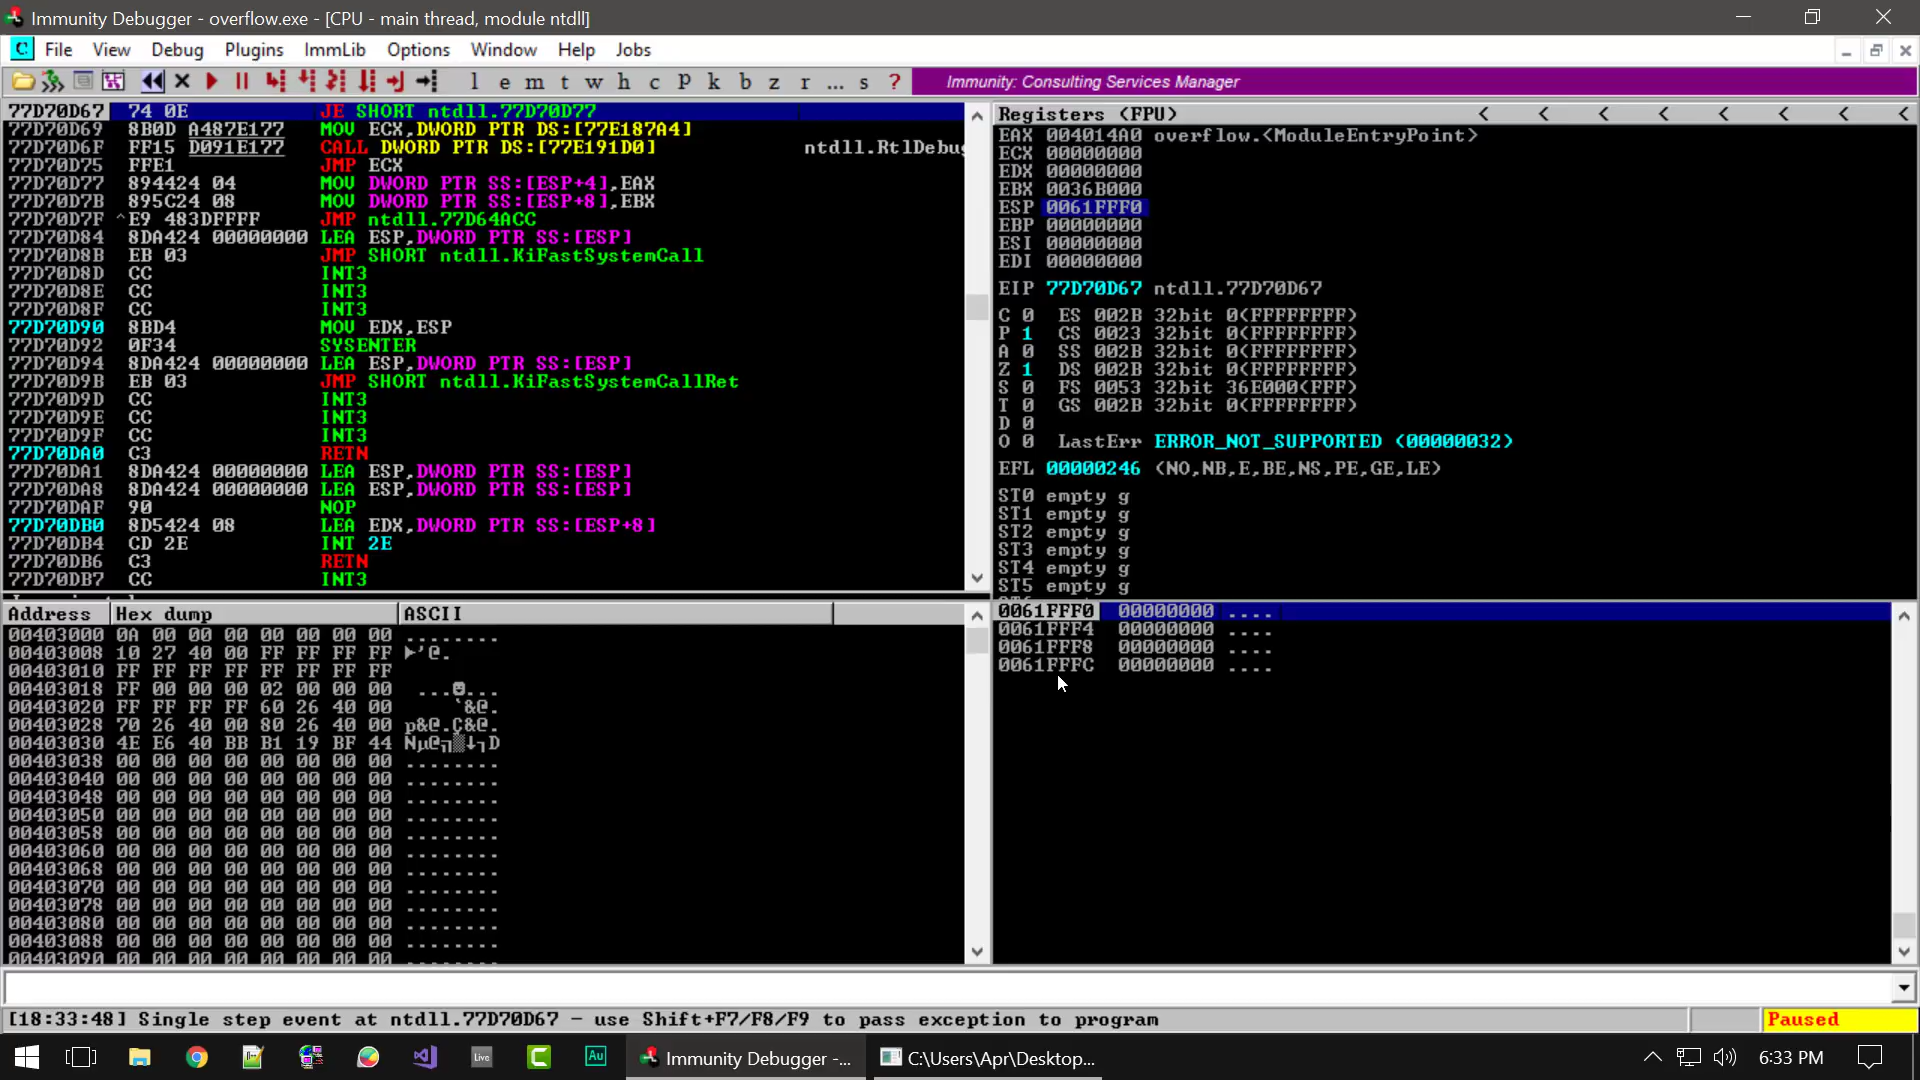 Immunity Debugger - overflow.exe - [CPU - main thread, module ntdll]
C File View Debug Plugins ImmLib Options Window Help Jobs
l e m t w h c P k b z r ... s ? Immunity: Consulting Services Manager
77D70D67 74 0E JE SHORT ntdll.77D70D77
77D70D69 8B0D A487E177 MOV ECX,DWORD PTR DS:[77E187A4]
77D70D6F FF15 D091E177 CALL DWORD PTR DS:[77E191D0] ntdll.RtlDebug
77D70D75 FFE1 JMP ECX
77D70D77 894424 04 MOV DWORD PTR SS:[ESP+4],EAX
77D70D7B 895C24 08 MOV DWORD PTR SS:[ESP+8],EBX
77D70D7F ^E9 483DFFFF JMP ntdll.77D64ACC
77D70D84 8DA424 00000000 LEA ESP,DWORD PTR SS:[ESP]
77D70D8B EB 03 JMP SHORT ntdll.KiFastSystemCall
77D70D8D CC INT3
77D70D8E CC INT3
77D70D8F CC INT3
77D70D90 8BD4 MOV EDX,ESP
77D70D92 0F34 SYSENTER
77D70D94 8DA424 00000000 LEA ESP,DWORD PTR SS:[ESP]
77D70D9B EB 03 JMP SHORT ntdll.KiFastSystemCallRet
77D70D9D CC INT3
77D70D9E CC INT3
77D70D9F CC INT3
77D70DA0 C3 RETN
77D70DA1 8DA424 00000000 LEA ESP,DWORD PTR SS:[ESP]
77D70DA8 8DA424 00000000 LEA ESP,DWORD PTR SS:[ESP]
77D70DAF 90 NOP
77D70DB0 8D5424 08 LEA EDX,DWORD PTR SS:[ESP+8]
77D70DB4 CD 2E INT 2E
77D70DB6 C3 RETN
77D70DB7 CC INT3
Registers (FPU) < < < < < < < <
EAX 004014A0 overflow.<ModuleEntryPoint>
ECX 00000000
EDX 00000000
EBX 0036B000
ESP 0061FFF0
EBP 00000000
ESI 00000000
EDI 00000000
EIP 77D70D67 ntdll.77D70D67
C 0 ES 002B 32bit 0(FFFFFFFF)
P 1 CS 0023 32bit 0(FFFFFFFF)
A 0 SS 002B 32bit 0(FFFFFFFF)
Z 1 DS 002B 32bit 0(FFFFFFFF)
S 0 FS 0053 32bit 36E000(FFF)
T 0 GS 002B 32bit 0(FFFFFFFF)
D 0
O 0 LastErr ERROR_NOT_SUPPORTED (00000032)
EFL 00000246 (NO,NB,E,BE,NS,PE,GE,LE)
ST0 empty g
ST1 empty g
ST2 empty g
ST3 empty g
ST4 empty g
ST5 empty g
Address Hex dump ASCII
00403000 0A 00 00 00 00 00 00 00 ........
00403008 10 27 40 00 FF FF FF FF ►'@.
00403010 FF FF FF FF FF FF FF FF
00403018 FF 00 00 00 02 00 00 00 ...☻...
00403020 FF FF FF FF 60 26 40 00 `&@.
00403028 70 26 40 00 80 26 40 00 p&@.Ç&@.
00403030 4E E6 40 BB B1 19 BF 44 Nµ@╗▒↓┐D
00403038 00 00 00 00 00 00 00 00 ........
00403040 00 00 00 00 00 00 00 00 ........
00403048 00 00 00 00 00 00 00 00 ........
00403050 00 00 00 00 00 00 00 00 ........
00403058 00 00 00 00 00 00 00 00 ........
00403060 00 00 00 00 00 00 00 00 ........
00403068 00 00 00 00 00 00 00 00 ........
00403070 00 00 00 00 00 00 00 00 ........
00403078 00 00 00 00 00 00 00 00 ........
00403080 00 00 00 00 00 00 00 00 ........
00403088 00 00 00 00 00 00 00 00 ........
00403090 00 00 00 00 00 00 00 00
0061FFF0 00000000 ....
0061FFF4 00000000 ....
0061FFF8 00000000 ....
0061FFFC 00000000 ....
[18:33:48] Single step event at ntdll.77D70D67 - use Shift+F7/F8/F9 to pass exception to program
Paused
Live
Au
Immunity Debugger -...
C:\Users\Apr\Desktop...
6:33 PM